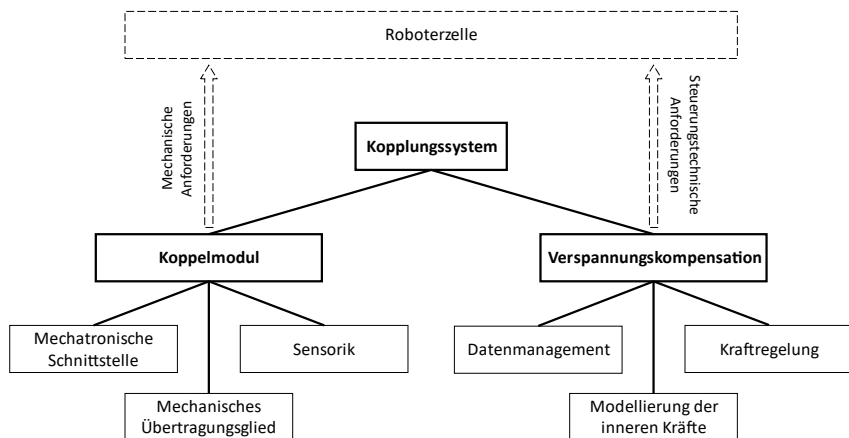 Roboterzelle
Mechanische
Anforderungen
Steuerungstechnische
Anforderungen
Kopplungssystem
Koppelmodul
Verspannungskompensation
Mechatronische
Schnittstelle
Sensorik
Datenmanagement
Kraftregelung
Mechanisches
Übertragungsglied
Modellierung der
inneren Kräfte